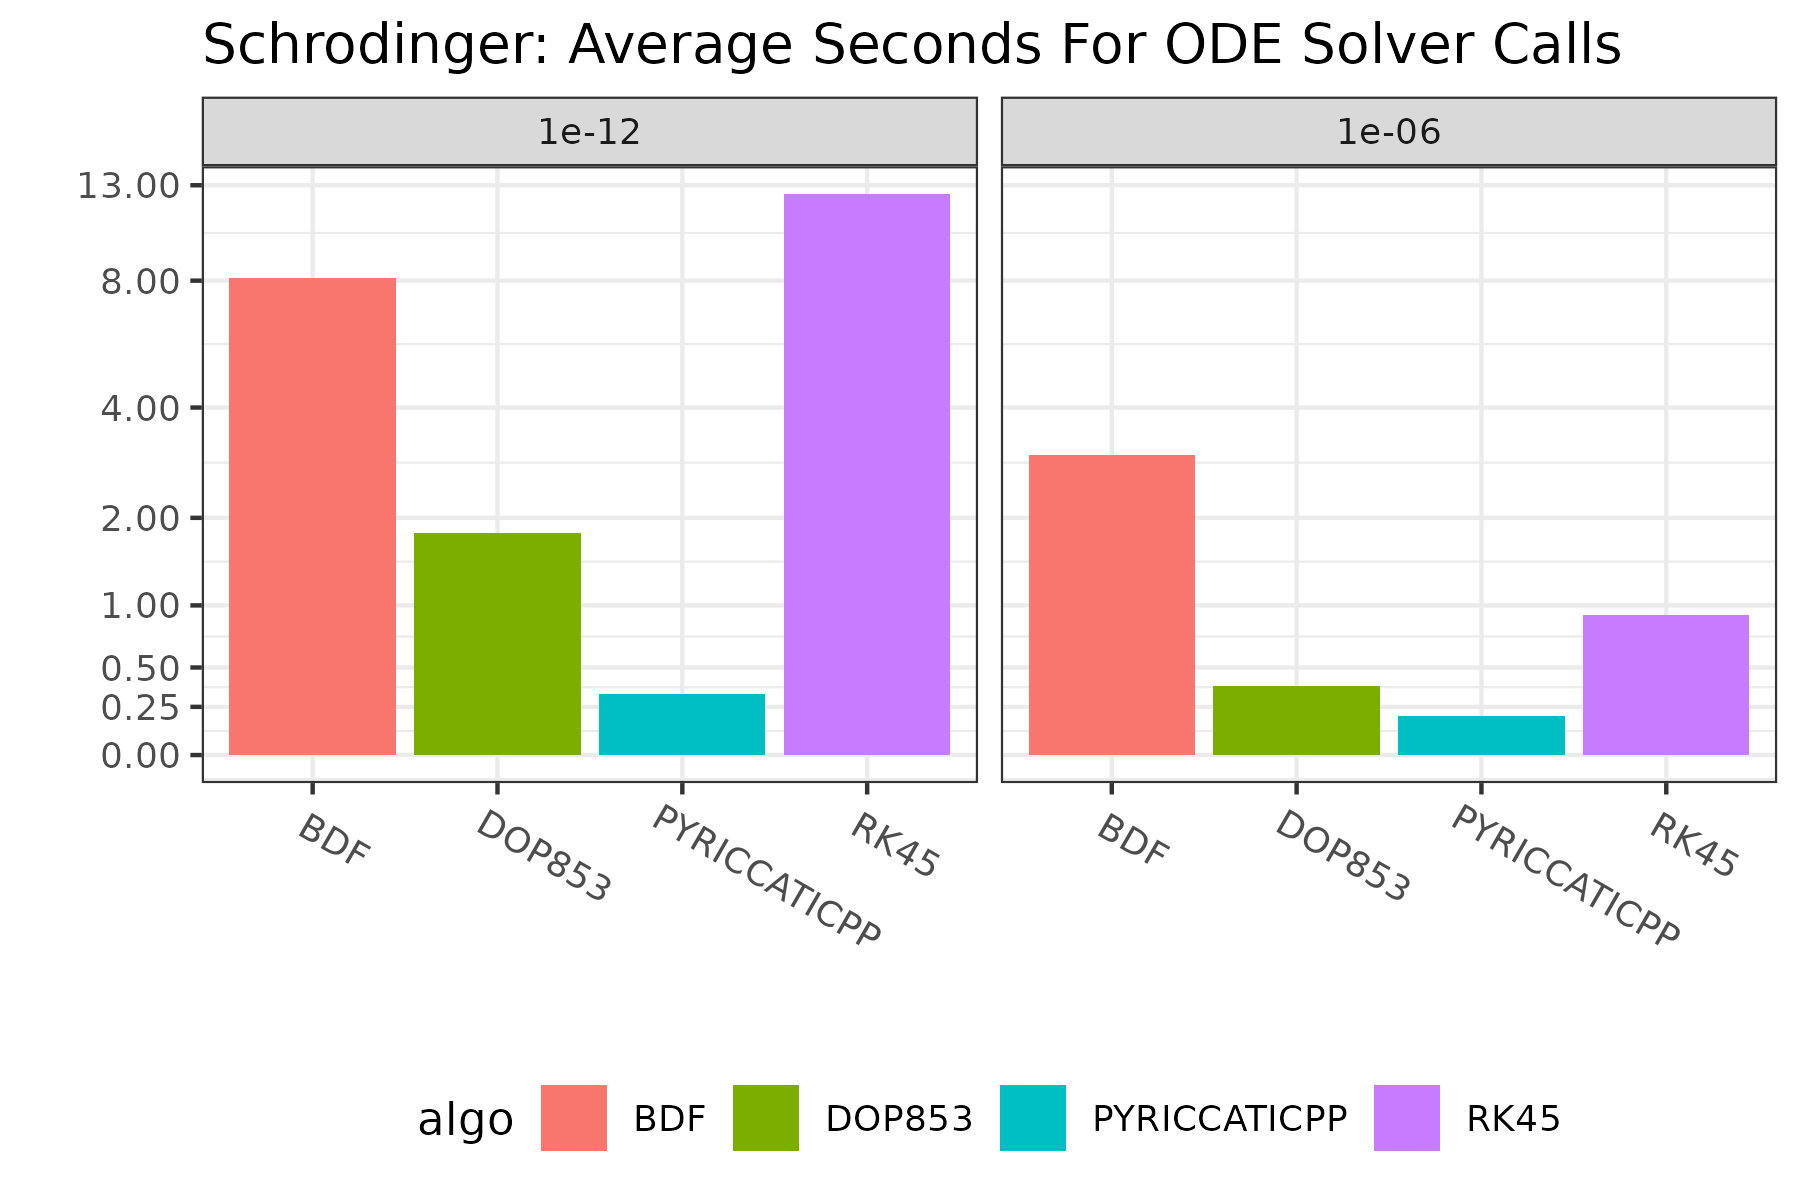 Schrodinger: Average Seconds For ODE Solver Calls
1e-12 1e-06
13.00
8.00
4.00
2.00
1.00
0.50
0.25
0.00
BDF DOP853 PYRICCATICPP RK45 BDF DOP853 PYRICCATICPP RK45
algo BDF DOP853 PYRICCATICPP RK45